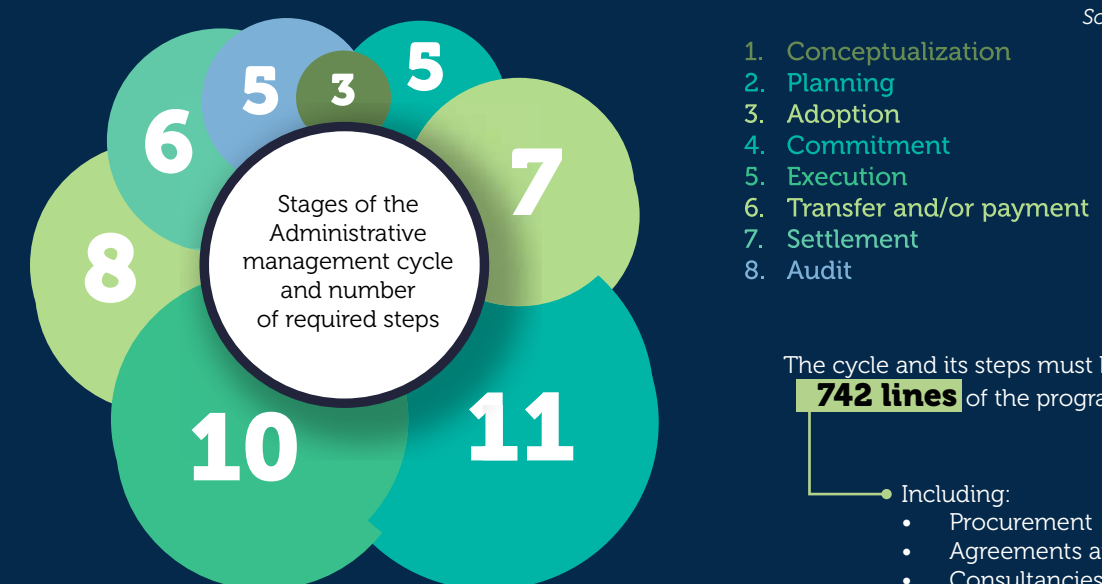 3
5
7
11
10
8
6
5
Stages of the
Administrative
management cycle
and number
of required steps
1. Conceptualization
2. Planning
3. Adoption
4. Commitment
5. Execution
6. Transfer and/or payment
7. Settlement
8. Audit
The cycle and its steps must
742 lines of the
Including:
• Procurement
• Agreements
• Consultancies